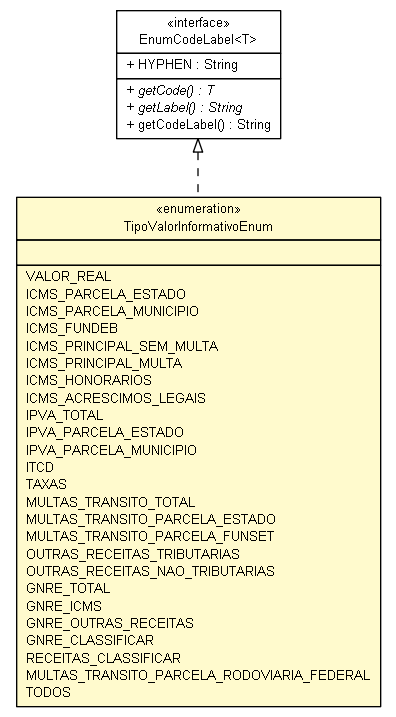 «interface»
EnumCodeLabel<T>
+ HYPHEN : String
+ getCode() : T
+ getLabel() : String
+ getCodeLabel() : String
«enumeration»
TipoValorInformativoEnum
VALOR_REAL
ICMS_PARCELA_ESTADO
ICMS_PARCELA_MUNICIPIO
ICMS_FUNDEB
ICMS_PRINCIPAL_SEM_MULTA
ICMS_PRINCIPAL_MULTA
ICMS_HONORARIOS
ICMS_ACRESCIMOS_LEGAIS
IPVA_TOTAL
IPVA_PARCELA_ESTADO
IPVA_PARCELA_MUNICIPIO
ITCD
TAXAS
MULTAS_TRANSITO_TOTAL
MULTAS_TRANSITO_PARCELA_ESTADO
MULTAS_TRANSITO_PARCELA_FUNSET
OUTRAS_RECEITAS_TRIBUTARIAS
OUTRAS_RECEITAS_NAO_TRIBUTARIAS
GNRE_TOTAL
GNRE_ICMS
GNRE_OUTRAS_RECEITAS
GNRE_CLASSIFICAR
RECEITAS_CLASSIFICAR
MULTAS_TRANSITO_PARCELA_RODOVIARIA_FEDERAL
TODOS